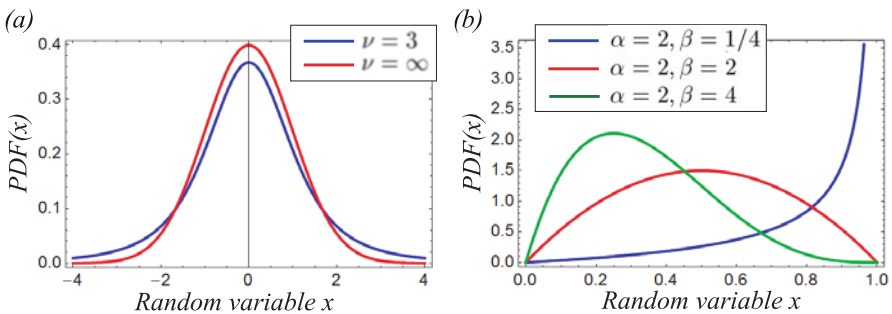 (a)
PDF(x)
0.4
0.3
0.2
0.1
0.0
ν = 3
ν = ∞
−4 −2 0 2 4
Random variable x
(b)
PDF(x)
3.5
3.0
2.5
2.0
1.5
1.0
0.5
0.0
α = 2, β = 1/4
α = 2, β = 2
α = 2, β = 4
0.0 0.2 0.4 0.6 0.8 1.0
Random variable x